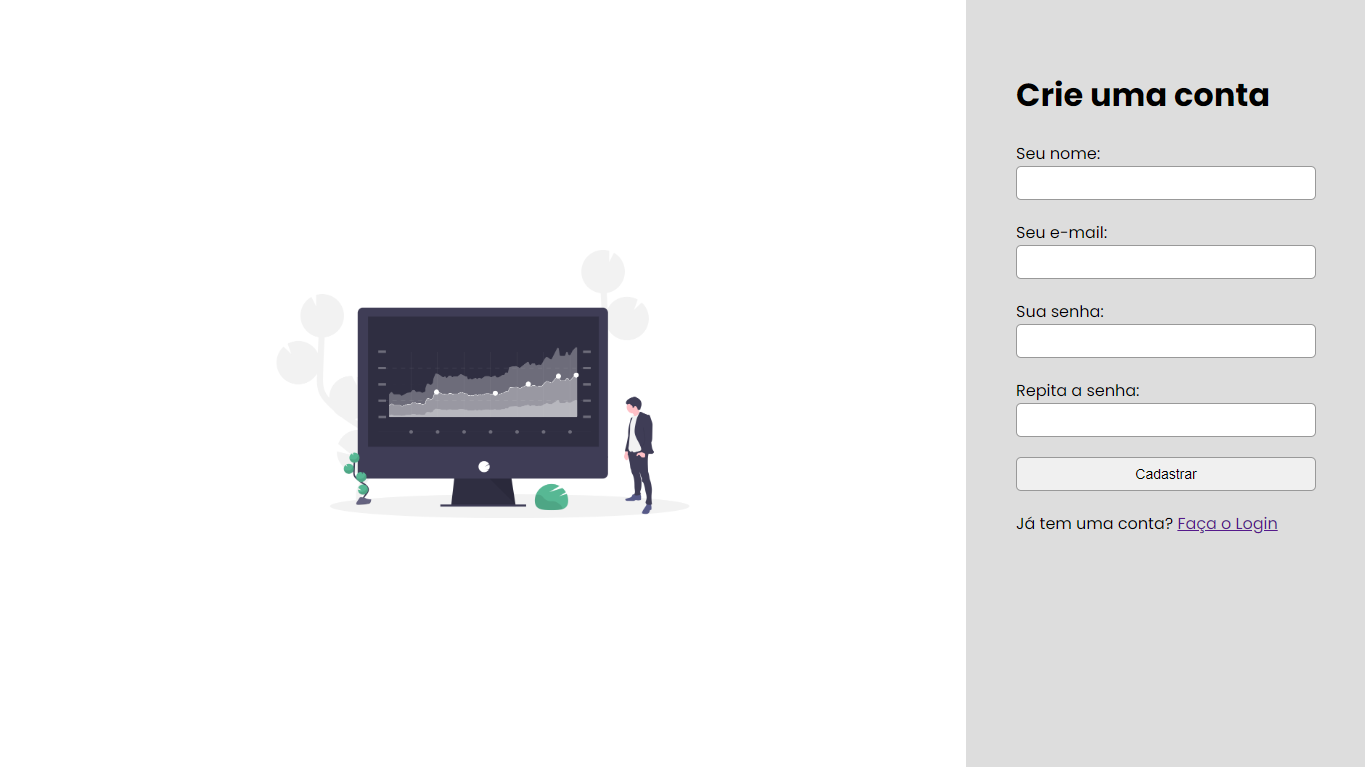 Crie uma conta
Seu nome:
Seu e-mail:
Sua senha:
Repita a senha:
Cadastrar
Já tem uma conta? Faça o Login